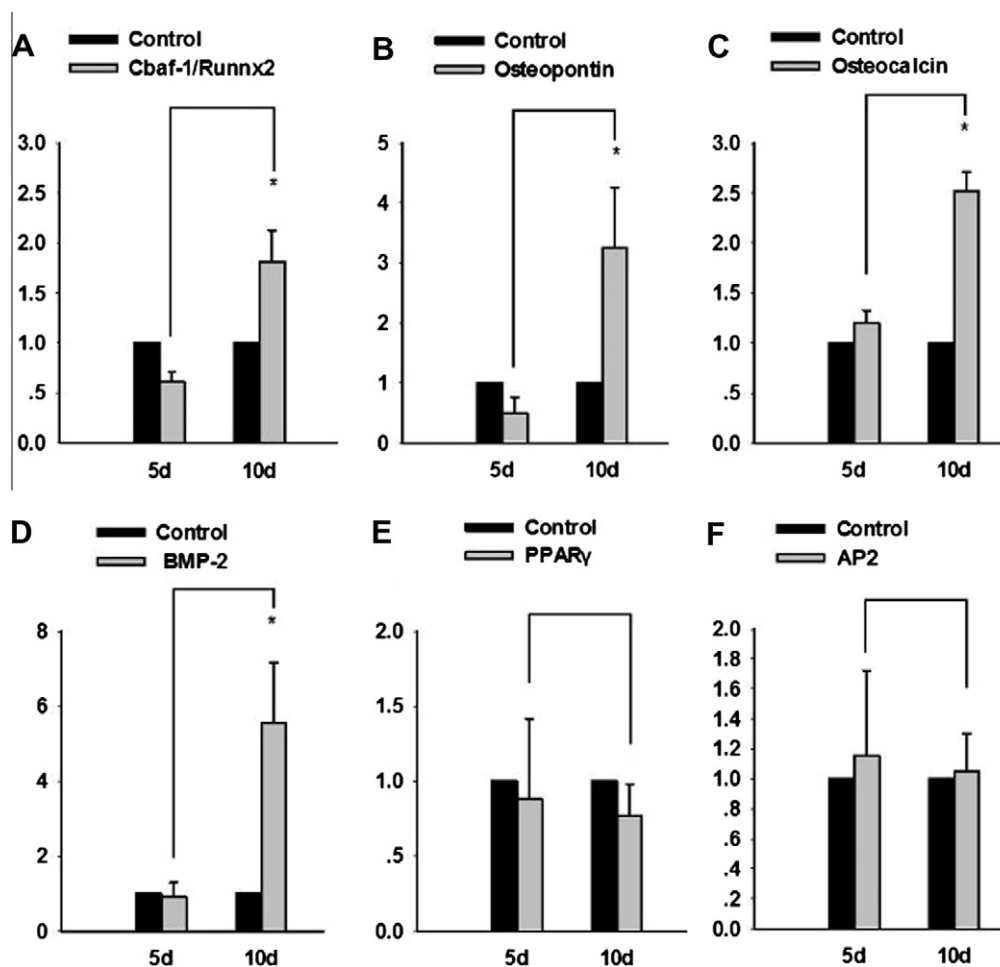 A
Control
Cbaf-1/Runnx2
3.0
2.5
*
2.0
1.5
1.0
.5
0.0
5d 10d
B
Control
Osteopontin
5
*
4
3
2
1
0
5d 10d
C
Control
Osteocalcin
3.0
*
2.5
2.0
1.5
1.0
.5
0.0
5d 10d
D
Control
BMP-2
8
*
6
4
2
0
5d 10d
E
Control
PPARγ
2.0
1.5
1.0
.5
0.0
5d 10d
F
Control
AP2
2.0
1.8
1.6
1.4
1.2
1.0
.8
.6
.4
.2
0.0
5d 10d